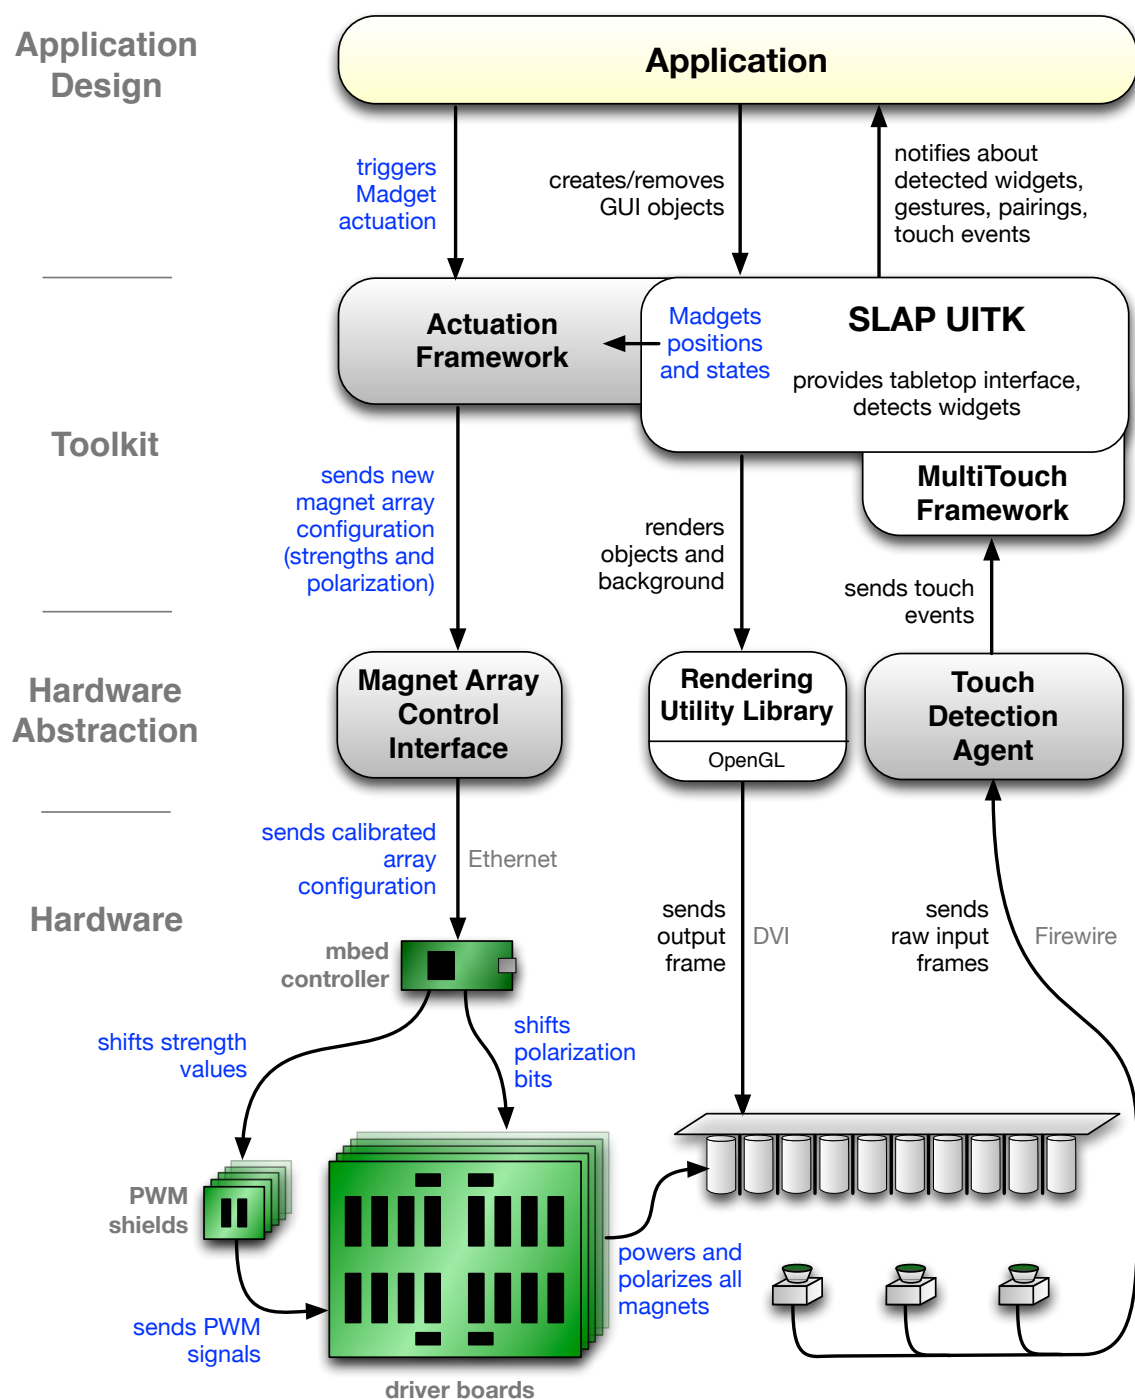 Application
Design
Application
triggers
Madget
actuation
creates/removes
GUI objects
notifies about
detected widgets,
gestures, pairings,
touch events
Toolkit
Actuation
Framework
Madgets
positions
and states
SLAP UITK
provides tabletop interface,
detects widgets
MultiTouch
Framework
sends new
magnet array
configuration
(strengths and
polarization)
renders
objects and
background
sends touch
events
Hardware
Abstraction
Magnet Array
Control
Interface
Rendering
Utility Library
OpenGL
Touch
Detection
Agent
Hardware
sends calibrated
array
configuration
Ethernet
sends
output
frame
DVI
sends
raw input
frames
Firewire
mbed
controller
shifts strength
values
shifts
polarization
bits
PWM
shields
sends PWM
signals
driver boards
powers and
polarizes all
magnets